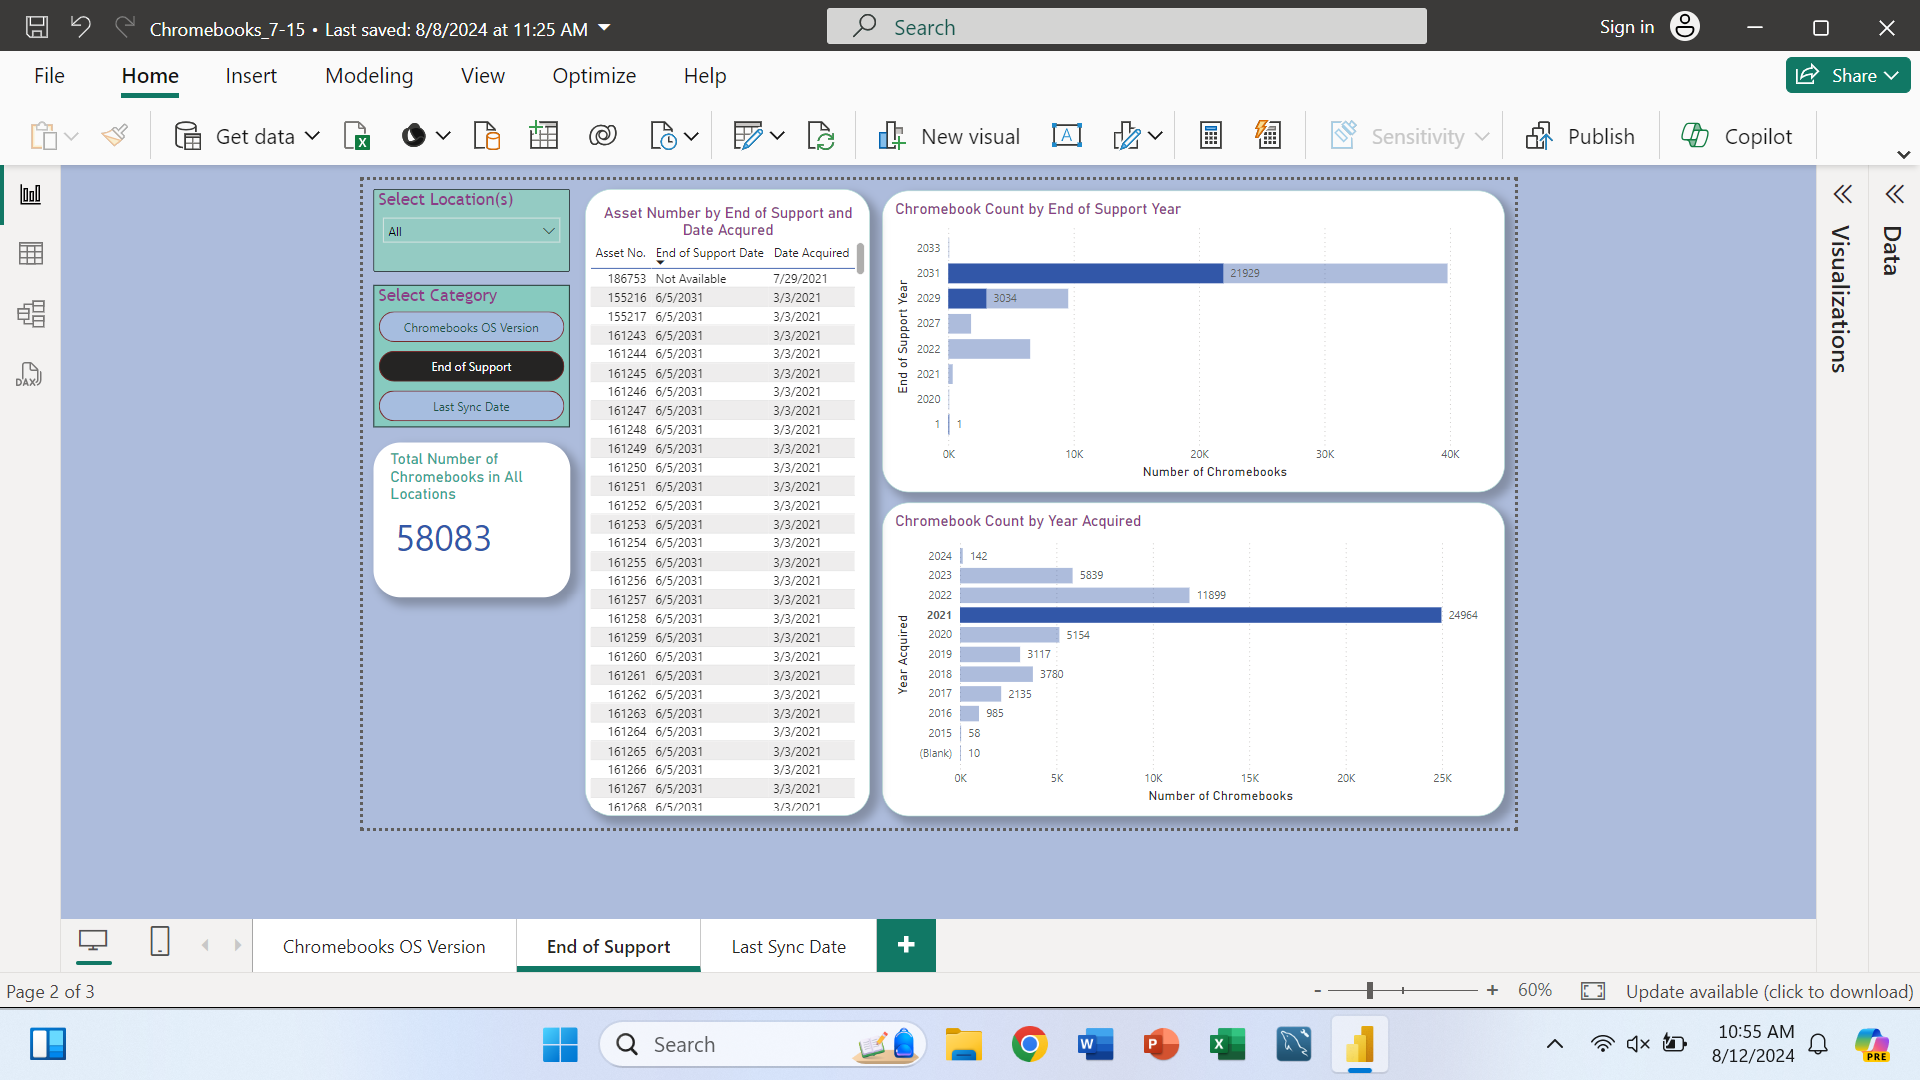 Chromebooks_7-15 • Last saved: 8/8/2024 at 11:25 AM
Search
Sign in
File
Home
Insert
Modeling
View
Optimize
Help
Share
Get data
New visual
Sensitivity
Publish
Copilot
DAX
Select Location(s)
All
Select Category
Chromebooks OS Version
End of Support
Last Sync Date
Total Number of
Chromebooks in All
Locations
58083
Asset Number by End of Support and
Date Acqured
Asset No. End of Support Date Date Acquired
186753 Not Available 7/29/2021
155216 6/5/2031 3/3/2021
155217 6/5/2031 3/3/2021
161243 6/5/2031 3/3/2021
161244 6/5/2031 3/3/2021
161245 6/5/2031 3/3/2021
161246 6/5/2031 3/3/2021
161247 6/5/2031 3/3/2021
161248 6/5/2031 3/3/2021
161249 6/5/2031 3/3/2021
161250 6/5/2031 3/3/2021
161251 6/5/2031 3/3/2021
161252 6/5/2031 3/3/2021
161253 6/5/2031 3/3/2021
161254 6/5/2031 3/3/2021
161255 6/5/2031 3/3/2021
161256 6/5/2031 3/3/2021
161257 6/5/2031 3/3/2021
161258 6/5/2031 3/3/2021
161259 6/5/2031 3/3/2021
161260 6/5/2031 3/3/2021
161261 6/5/2031 3/3/2021
161262 6/5/2031 3/3/2021
161263 6/5/2031 3/3/2021
161264 6/5/2031 3/3/2021
161265 6/5/2031 3/3/2021
161266 6/5/2031 3/3/2021
161267 6/5/2031 3/3/2021
161268 6/5/2031 3/3/2021
Chromebook Count by End of Support Year
End of Support Year
2033
2031 21929
2029 3034
2027
2022
2021
2020
1 1
0K 10K 20K 30K 40K
Number of Chromebooks
Chromebook Count by Year Acquired
Year Acquired
2024 142
2023 5839
2022 11899
2021 24964
2020 5154
2019 3117
2018 3780
2017 2135
2016 985
2015 58
(Blank) 10
0K 5K 10K 15K 20K 25K
Number of Chromebooks
Visualizations
Data
Chromebooks OS Version
End of Support
Last Sync Date
+
Page 2 of 3
- + 60%
Update available (click to download)
Search
W
P
X
10:55 AM
8/12/2024
PRE